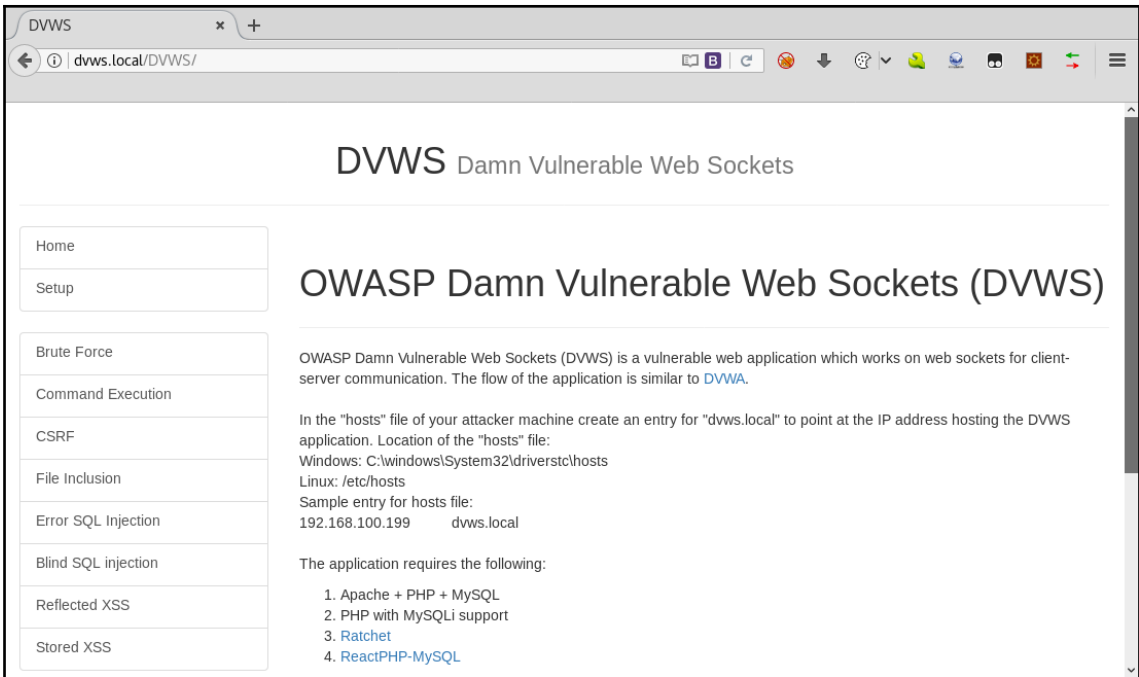 DVWS
dvws.local/DVWS/
DVWS Damn Vulnerable Web Sockets
Home
Setup
Brute Force
Command Execution
CSRF
File Inclusion
Error SQL Injection
Blind SQL injection
Reflected XSS
Stored XSS
OWASP Damn Vulnerable Web Sockets (DVWS)
OWASP Damn Vulnerable Web Sockets (DVWS) is a vulnerable web application which works on web sockets for client-
server communication. The flow of the application is similar to DVWA.
In the "hosts" file of your attacker machine create an entry for "dvws.local" to point at the IP address hosting the DVWS
application. Location of the "hosts" file:
Windows: C:\windows\System32\driverstc\hosts
Linux: /etc/hosts
Sample entry for hosts file:
192.168.100.199 dvws.local
The application requires the following:
1. Apache + PHP + MySQL
2. PHP with MySQLi support
3. Ratchet
4. ReactPHP-MySQL